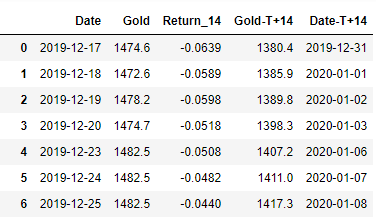 Date Gold Return_14 Gold-T+14 Date-T+14
0 2019-12-17 1474.6 -0.0639 1380.4 2019-12-31
1 2019-12-18 1472.6 -0.0589 1385.9 2020-01-01
2 2019-12-19 1478.2 -0.0598 1389.8 2020-01-02
3 2019-12-20 1474.7 -0.0518 1398.3 2020-01-03
4 2019-12-23 1482.5 -0.0508 1407.2 2020-01-06
5 2019-12-24 1482.5 -0.0482 1411.0 2020-01-07
6 2019-12-25 1482.5 -0.0440 1417.3 2020-01-08